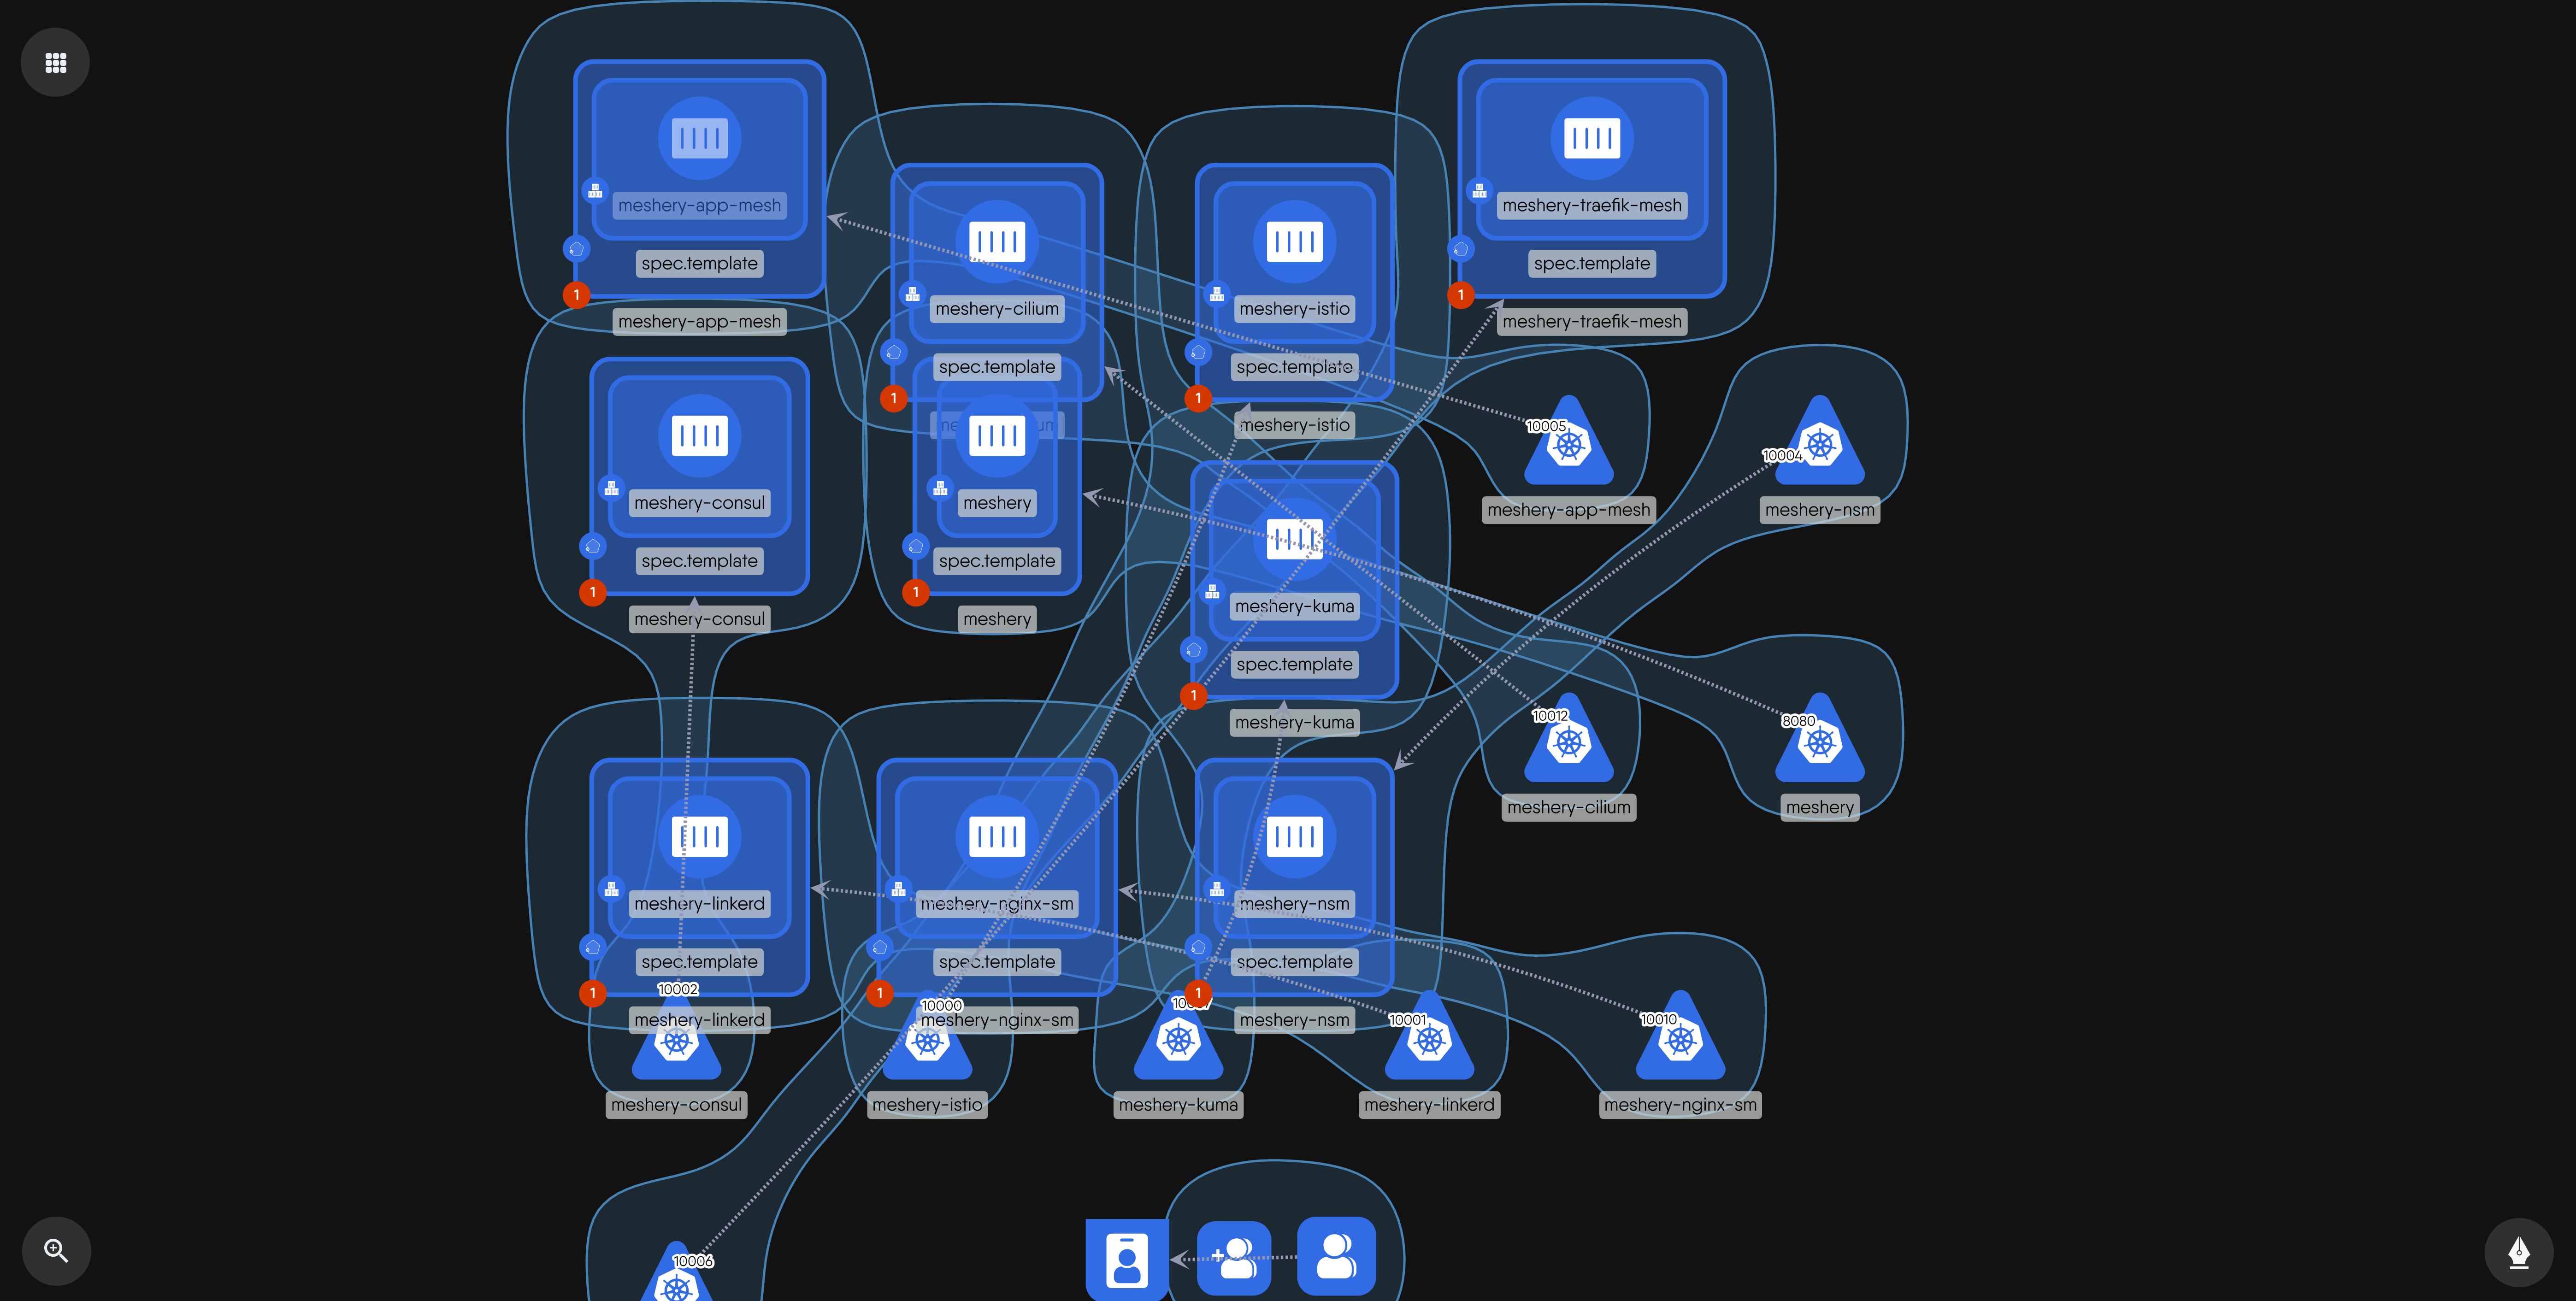 meshery-app-mesh
spec.template
1
meshery-app-mesh
meshery-cilium
spec.template
1
meshery-istio
spec.template
1
meshery-istio
meshery-traefik-mesh
spec.template
1
meshery-traefik-mesh
meshery-consul
spec.template
1
meshery-consul
meshery
spec.template
1
meshery
meshery-kuma
spec.template
1
meshery-kuma
10005
meshery-app-mesh
10004
meshery-nsm
10012
meshery-cilium
8080
meshery
meshery-linkerd
spec.template
1
meshery-linkerd
meshery-nginx-sm
spec.template
1
meshery-nginx-sm
meshery-nsm
spec.template
1
meshery-nsm
10002
meshery-consul
10000
meshery-istio
meshery-kuma
10001
meshery-linkerd
10010
meshery-nginx-sm
10006